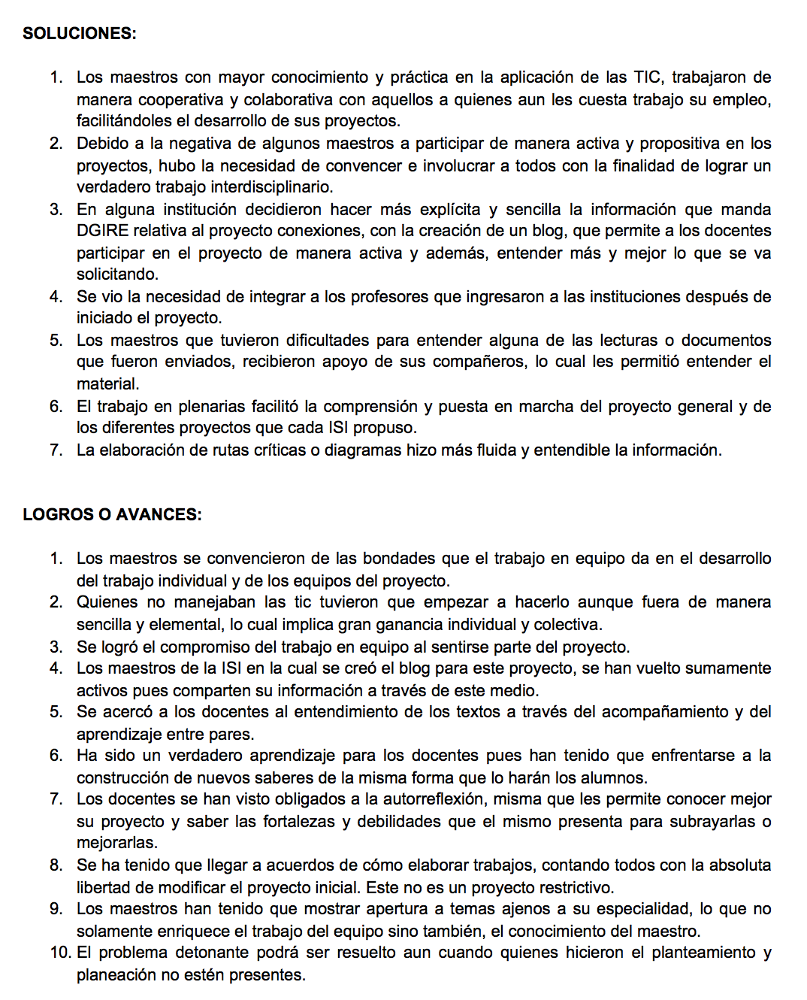 SOLUCIONES:
1. Los maestros con mayor conocimiento y práctica en la aplicación de las TIC, trabajaron de
manera cooperativa y colaborativa con aquellos a quienes aun les cuesta trabajo su empleo,
facilitándoles el desarrollo de sus proyectos.
2. Debido a la negativa de algunos maestros a participar de manera activa y propositiva en los
proyectos, hubo la necesidad de convencer e involucrar a todos con la finalidad de lograr un
verdadero trabajo interdisciplinario.
3. En alguna institución decidieron hacer más explícita y sencilla la información que manda
DGIRE relativa al proyecto conexiones, con la creación de un blog, que permite a los docentes
participar en el proyecto de manera activa y además, entender más y mejor lo que se va
solicitando.
4. Se vio la necesidad de integrar a los profesores que ingresaron a las instituciones después de
iniciado el proyecto.
5. Los maestros que tuvieron dificultades para entender alguna de las lecturas o documentos
que fueron enviados, recibieron apoyo de sus compañeros, lo cual les permitió entender el
material.
6. El trabajo en plenarias facilitó la comprensión y puesta en marcha del proyecto general y de
los diferentes proyectos que cada ISI propuso.
7. La elaboración de rutas críticas o diagramas hizo más fluida y entendible la información.
LOGROS O AVANCES:
1. Los maestros se convencieron de las bondades que el trabajo en equipo da en el desarrollo
del trabajo individual y de los equipos del proyecto.
2. Quienes no manejaban las tic tuvieron que empezar a hacerlo aunque fuera de manera
sencilla y elemental, lo cual implica gran ganancia individual y colectiva.
3. Se logró el compromiso del trabajo en equipo al sentirse parte del proyecto.
4. Los maestros de la ISI en la cual se creó el blog para este proyecto, se han vuelto sumamente
activos pues comparten su información a través de este medio.
5. Se acercó a los docentes al entendimiento de los textos a través del acompañamiento y del
aprendizaje entre pares.
6. Ha sido un verdadero aprendizaje para los docentes pues han tenido que enfrentarse a la
construcción de nuevos saberes de la misma forma que lo harán los alumnos.
7. Los docentes se han visto obligados a la autorreflexión, misma que les permite conocer mejor
su proyecto y saber las fortalezas y debilidades que el mismo presenta para subrayarlas o
mejorarlas.
8. Se ha tenido que llegar a acuerdos de cómo elaborar trabajos, contando todos con la absoluta
libertad de modificar el proyecto inicial. Este no es un proyecto restrictivo.
9. Los maestros han tenido que mostrar apertura a temas ajenos a su especialidad, lo que no
solamente enriquece el trabajo del equipo sino también, el conocimiento del maestro.
10. El problema detonante podrá ser resuelto aun cuando quienes hicieron el planteamiento y
planeación no estén presentes.